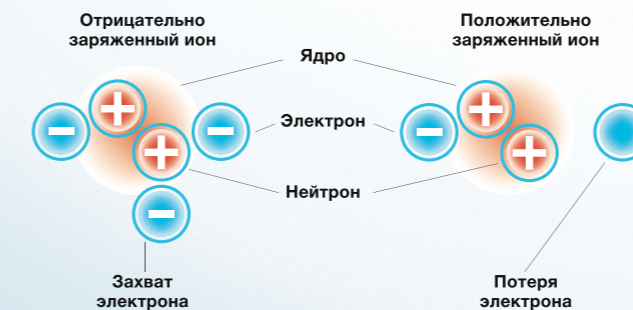 Отрицательно
заряженный ион
Положительно
заряженный ион
Ядро
Электрон
Нейтрон
Захват
электрона
Потеря
электрона